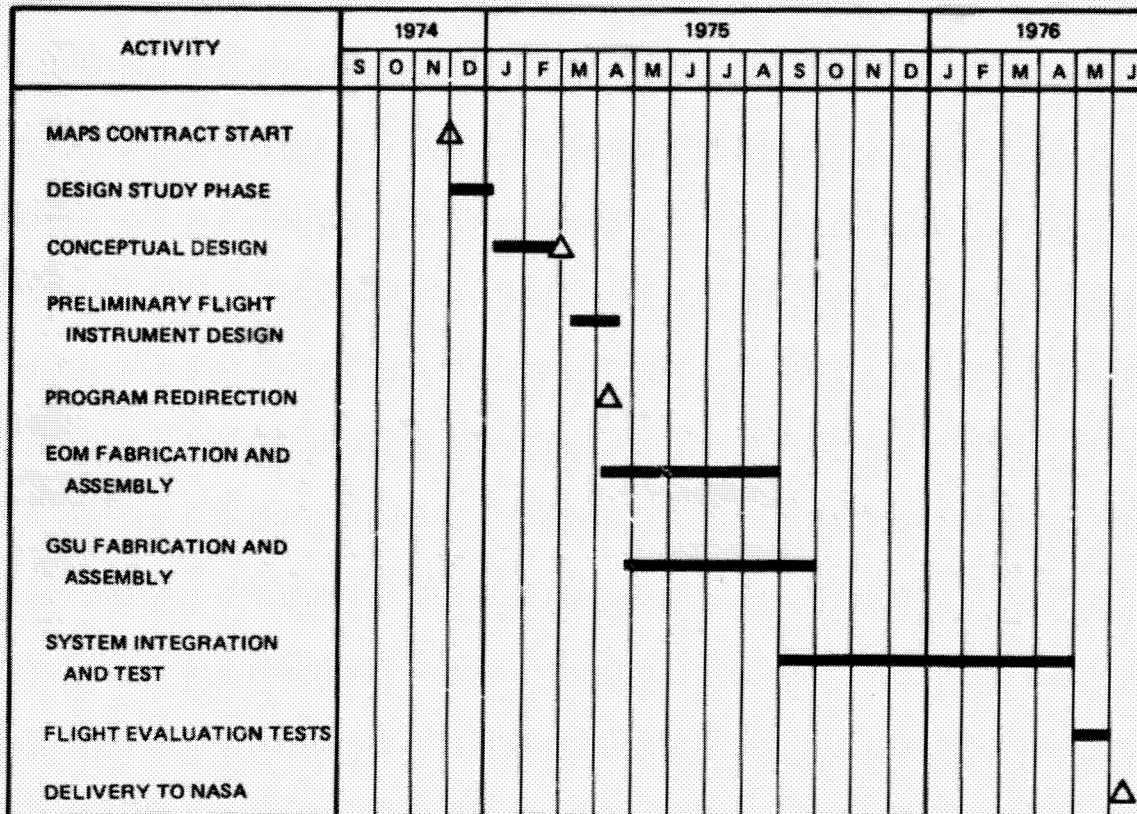 ACTIVITY
1974 1975 1976
S O N D J F M A M J J A S O N D J F M A M J
MAPS CONTRACT START
DESIGN STUDY PHASE
CONCEPTUAL DESIGN
PRELIMINARY FLIGHT
INSTRUMENT DESIGN
PROGRAM REDIRECTION
EOM FABRICATION AND
ASSEMBLY
GSU FABRICATION AND
ASSEMBLY
SYSTEM INTEGRATION
AND TEST
FLIGHT EVALUATION TESTS
DELIVERY TO NASA